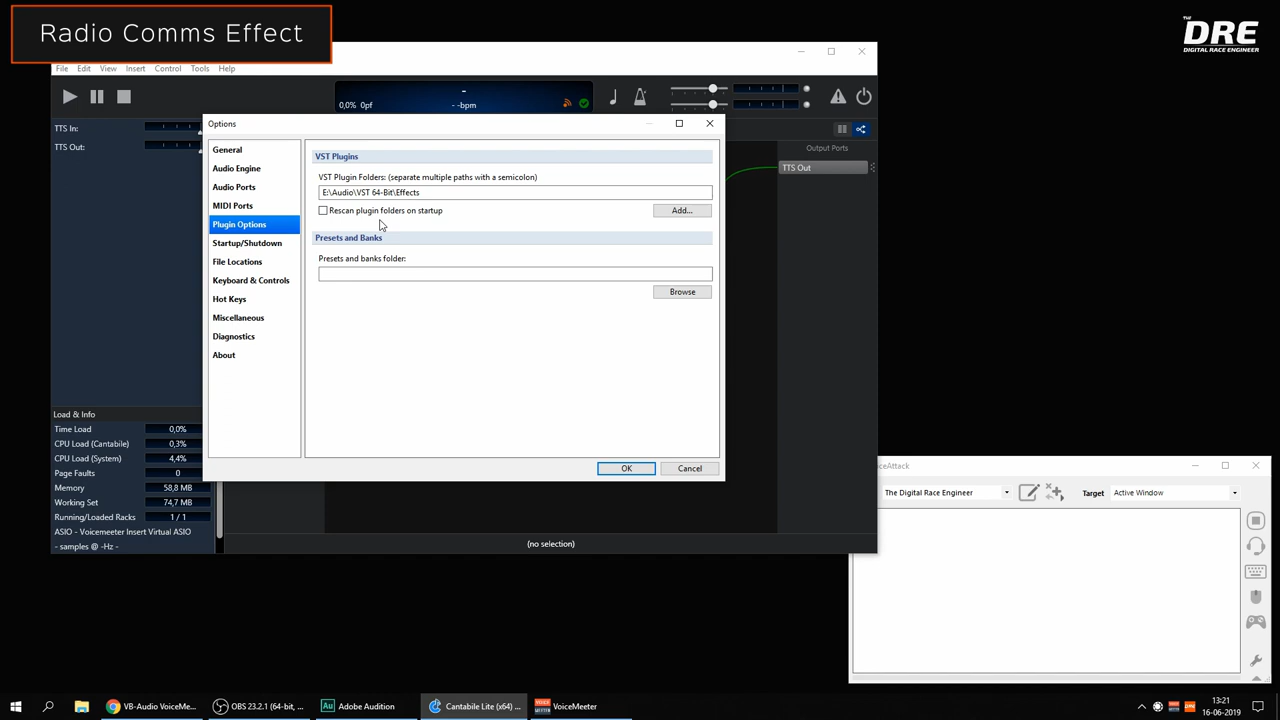 Radio Comms Effect
THE
DRE
DIGITAL RACE ENGINEER
File Edit View Insert Control Tools Help
-
0,0% 0pf - -bpm
TTS In:
TTS Out:
Output Ports
TTS Out
Options
General
Audio Engine
Audio Ports
MIDI Ports
Plugin Options
Startup/Shutdown
File Locations
Keyboard & Controls
Hot Keys
Miscellaneous
Diagnostics
About
VST Plugins
VST Plugin Folders: (separate multiple paths with a semicolon)
E:\Audio\VST 64-Bit\Effects
Rescan plugin folders on startup
Add...
Presets and Banks
Presets and banks folder:
Browse
OK Cancel
Load & Info
Time Load 0,0%
CPU Load (Cantabile) 0,3%
CPU Load (System) 4,4%
Page Faults 0
Memory 58,8 MB
Working Set 74,7 MB
Running/Loaded Racks 1 / 1
ASIO - Voicemeeter Insert Virtual ASIO
- samples @ -Hz -
(no selection)
iceAttack
The Digital Race Engineer Target Active Window
VB-Audio VoiceMe...
OBS 23.2.1 (64-bit, ...
Au Adobe Audition
Cantabile Lite (x64) ...
VoiceMeeter
13:21
16-06-2019